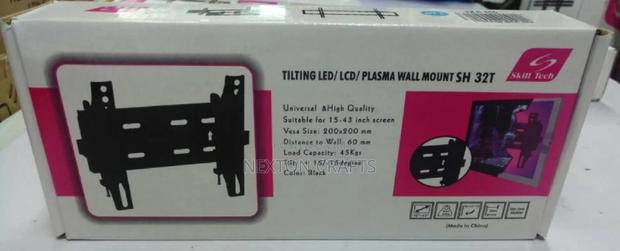 TILTING LED/ LCD/ PLASMA WALL MOUNT SH 32T
Skill Tech
Universal &High Quality
Suitable for 15-43 inch screen
Vesa Size: 200x200 mm
Distance to Wall: 60 mm
Load Capacity: 45Kgs
NEXTON CRAFTS
Color: Black
(Made in China)